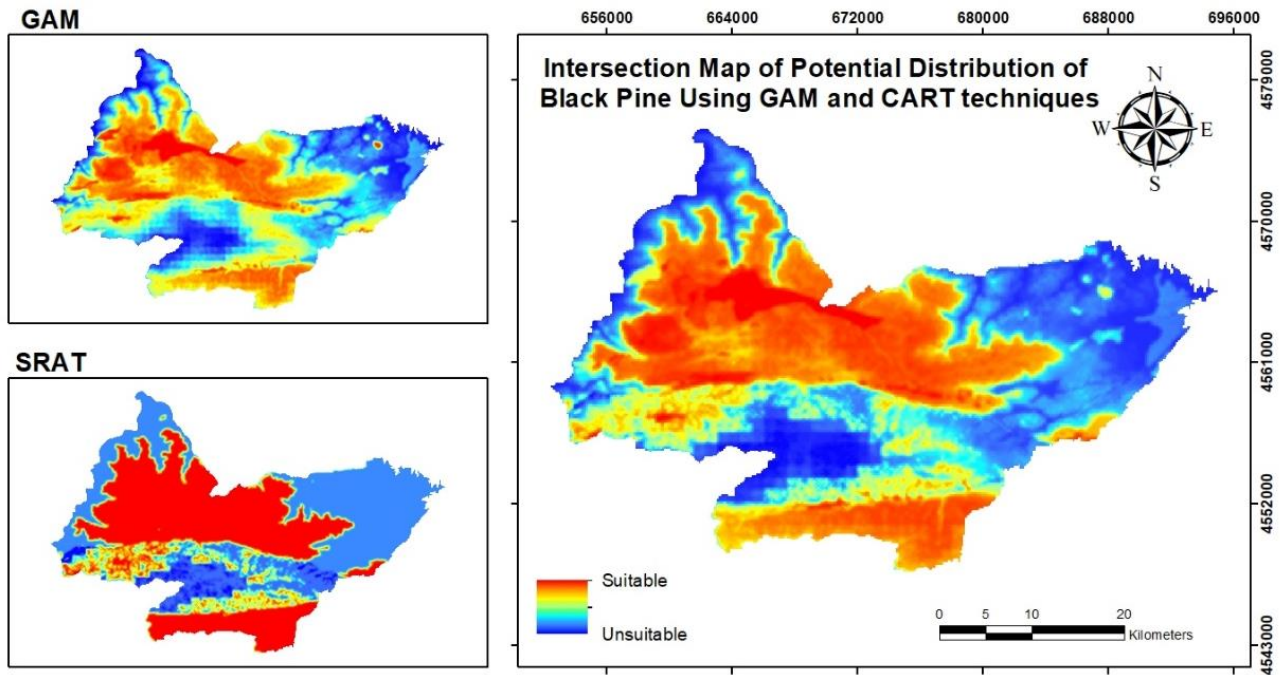 GAM
SRAT
656000 664000 672000 680000 688000 696000
Intersection Map of Potential Distribution of
Black Pine Using GAM and CART techniques
N
W E
S
4579000
4570000
4561000
4552000
4543000
Suitable
Unsuitable
0 5 10 20
Kilometers